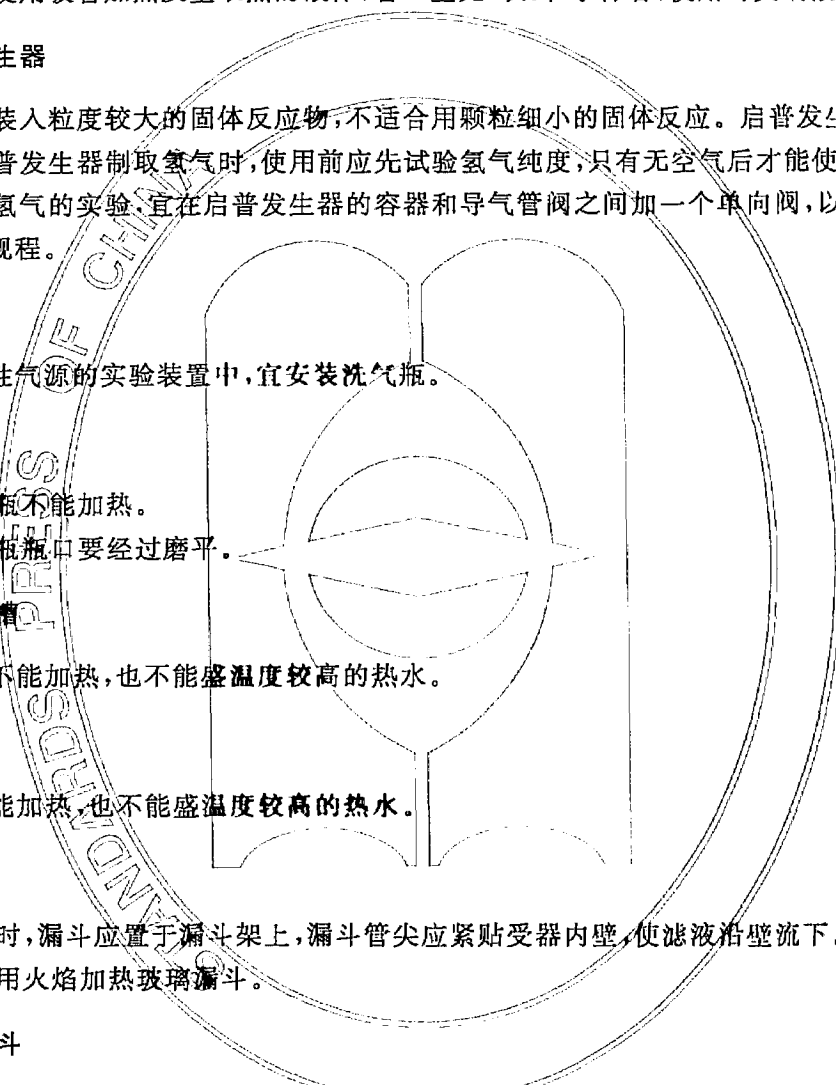 生器
装入粒度较大的固体反应物,不适合用颗粒细小的固体反应。启普发生
普发生器制取氢气时,使用前应先试验氢气纯度,只有无空气后才能使
氢气的实验,宜在启普发生器的容器和导气管阀之间加一个单向阀,以
规程。
性气源的实验装置中,宜安装洗气瓶。
瓶不能加热。
瓶瓶口要经过磨平。
槽
不能加热,也不能盛温度较高的热水。
能加热,也不能盛温度较高的热水。
时,漏斗应置于漏斗架上,漏斗管尖应紧贴受器内壁,使滤液沿壁流下。
用火焰加热玻璃漏斗。
斗
STANDARDS PRESS OF CHINA